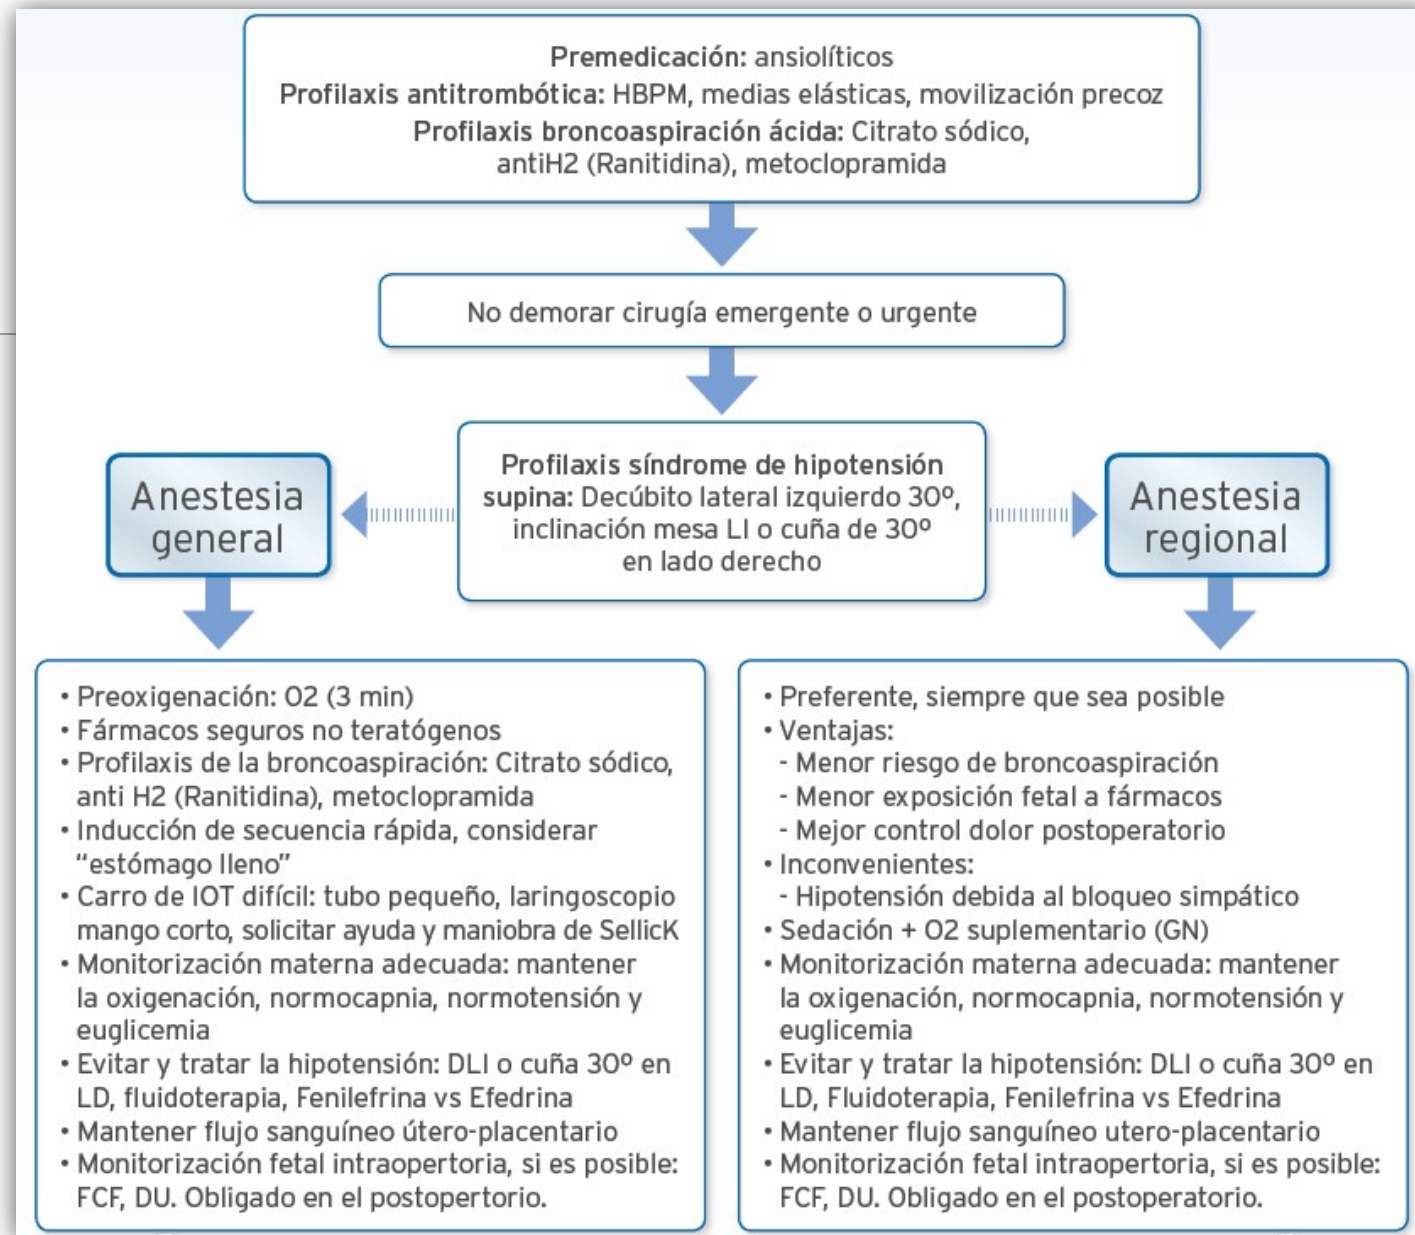 Premedicación: ansiolíticos
Profilaxis antitrombótica: HBPM, medias elásticas, movilización precoz
Profilaxis broncoaspiración ácida: Citrato sódico,
antiH2 (Ranitidina), metoclopramida
No demorar cirugía emergente o urgente
Profilaxis síndrome de hipotensión
supina: Decúbito lateral izquierdo 30º,
inclinación mesa LI o cuña de 30º
en lado derecho
Anestesia
general
Anestesia
regional
• Preoxigenación: O2 (3 min)
• Fármacos seguros no teratógenos
• Profilaxis de la broncoaspiración: Citrato sódico,
anti H2 (Ranitidina), metoclopramida
• Inducción de secuencia rápida, considerar
“estómago lleno”
• Carro de IOT difícil: tubo pequeño, laringoscopio
mango corto, solicitar ayuda y maniobra de SellicK
• Monitorización materna adecuada: mantener
la oxigenación, normocapnia, normotensión y
euglicemia
• Evitar y tratar la hipotensión: DLI o cuña 30º en
LD, fluidoterapia, Fenilefrina vs Efedrina
• Mantener flujo sanguíneo útero-placentario
• Monitorización fetal intraopertoria, si es posible:
FCF, DU. Obligado en el postopertorio.
• Preferente, siempre que sea posible
• Ventajas:
- Menor riesgo de broncoaspiración
- Menor exposición fetal a fármacos
- Mejor control dolor postoperatorio
• Inconvenientes:
- Hipotensión debida al bloqueo simpático
• Sedación + O2 suplementario (GN)
• Monitorización materna adecuada: mantener
la oxigenación, normocapnia, normotensión y
euglicemia
• Evitar y tratar la hipotensión: DLI o cuña 30º en
LD, Fluidoterapia, Fenilefrina vs Efedrina
• Mantener flujo sanguíneo utero-placentario
• Monitorización fetal intraopertoria, si es posible:
FCF, DU. Obligado en el postoperatorio.